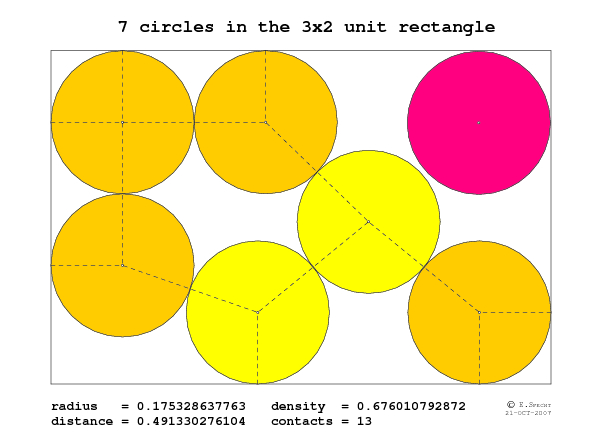 7 circles in the 3x2 unit rectangle
radius = 0.175328637763 density = 0.676010792872
© E.Specht
distance = 0.491330276104 contacts = 13
21-OCT-2007